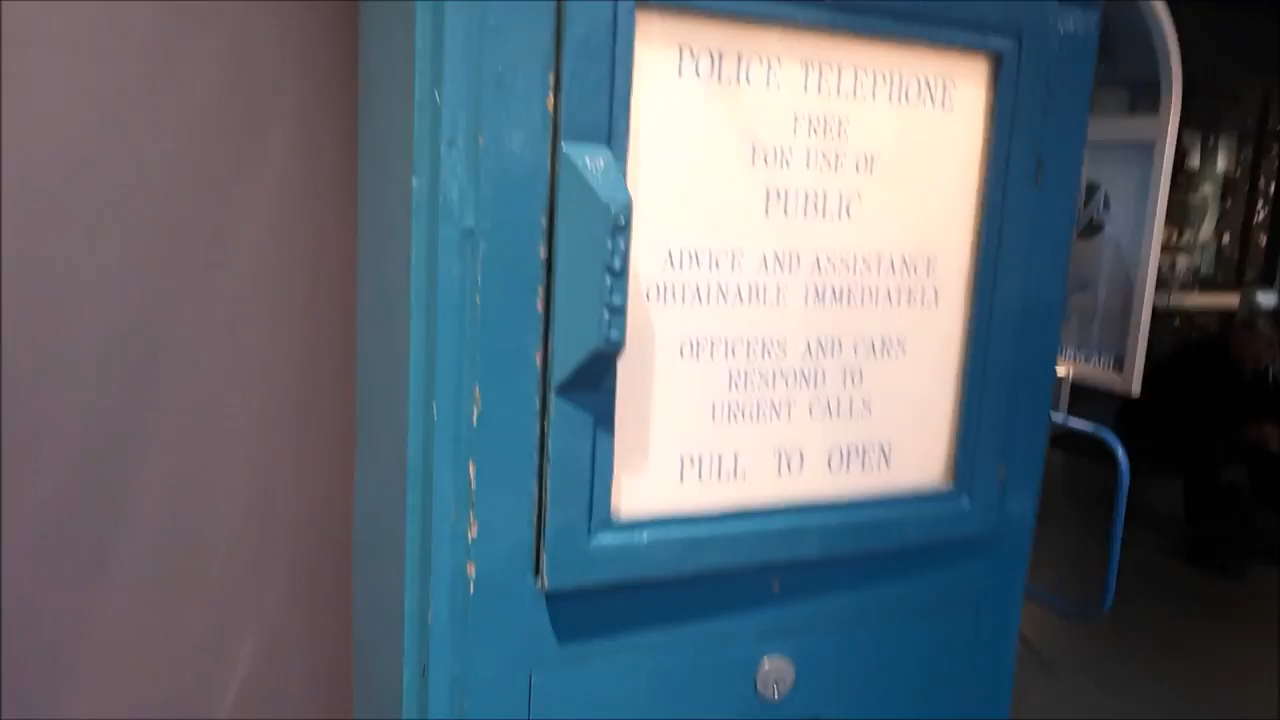 POLICE TELEPHONE
FREE
FOR USE OF
PUBLIC
ADVICE AND ASSISTANCE
OBTAINABLE IMMEDIATELY
OFFICERS AND CARS
RESPOND TO
URGENT CALLS
PULL TO OPEN